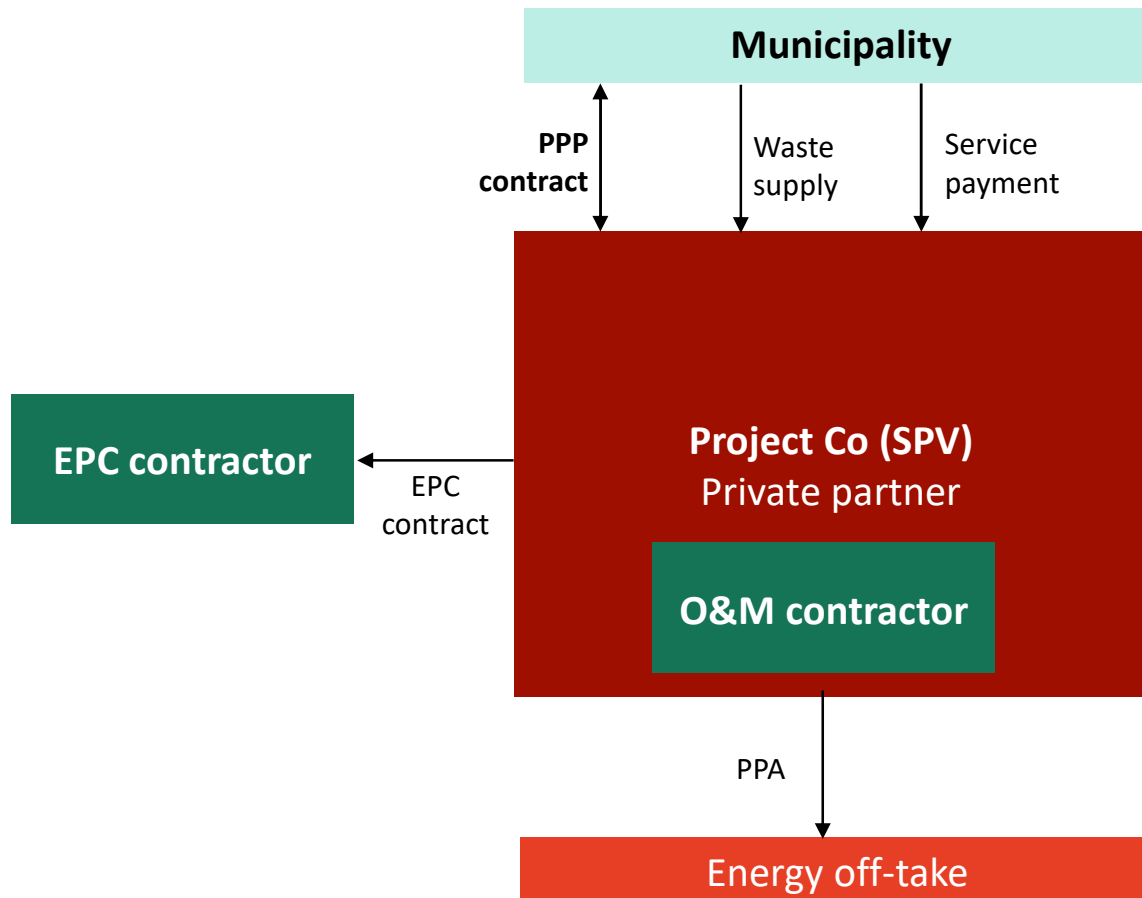 Municipality
PPP
contract
Waste
supply
Service
payment
Project Co (SPV)
Private partner
EPC contractor
EPC
contract
O&M contractor
PPA
Energy off-take